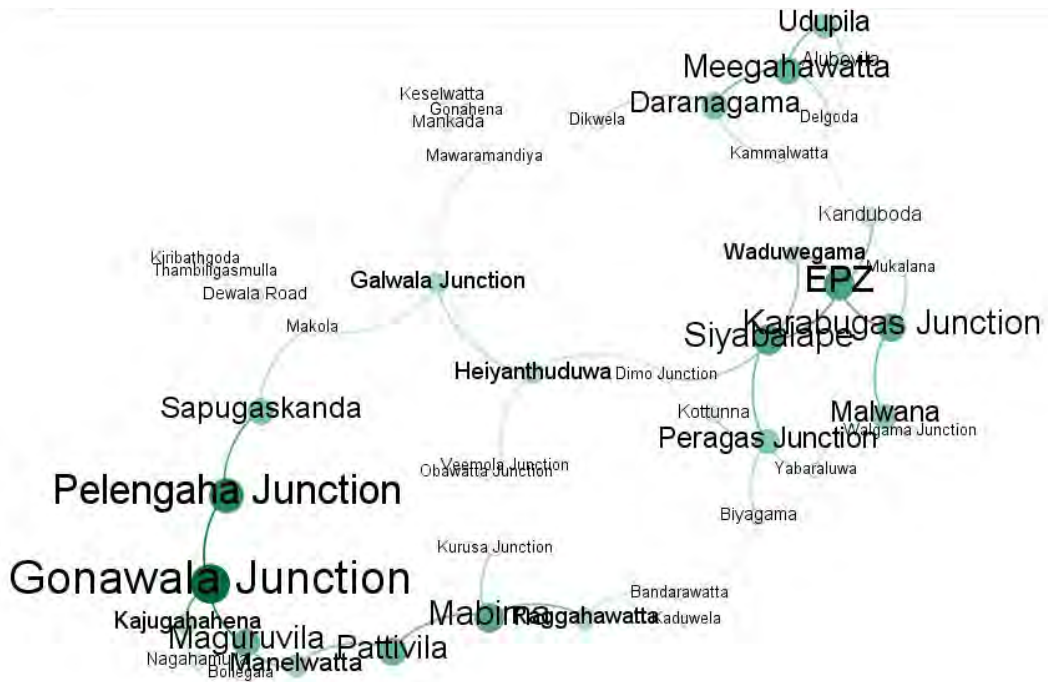 Udupila
Alubovila
Meegahawatta
Daranagama
Delgoda
Dikwela
Kammalwatta
Keselwatta
Gonahena
Mankada
Mawaramandiya
Kanduboda
Waduwegama
Mukalana
EPZ
Kiribathgoda
Thambiligasmulla
Dewala Road
Galwala Junction
Makola
Karabugas Junction
Siyabalape
Heiyanthuduwa
Dimo Junction
Sapugaskanda
Kottunna
Malwana
Walgama Junction
Peragas Junction
Yabaraluwa
Veemola Junction
Obawatta Junction
Pelengaha Junction
Biyagama
Kurusa Junction
Gonawala Junction
Bandarawatta
Kaduwela
Mabima
Raggahawatta
Kajugahahena
Maguruvila
Pattivila
Nagahamulla
Manelwatta
Bollegala